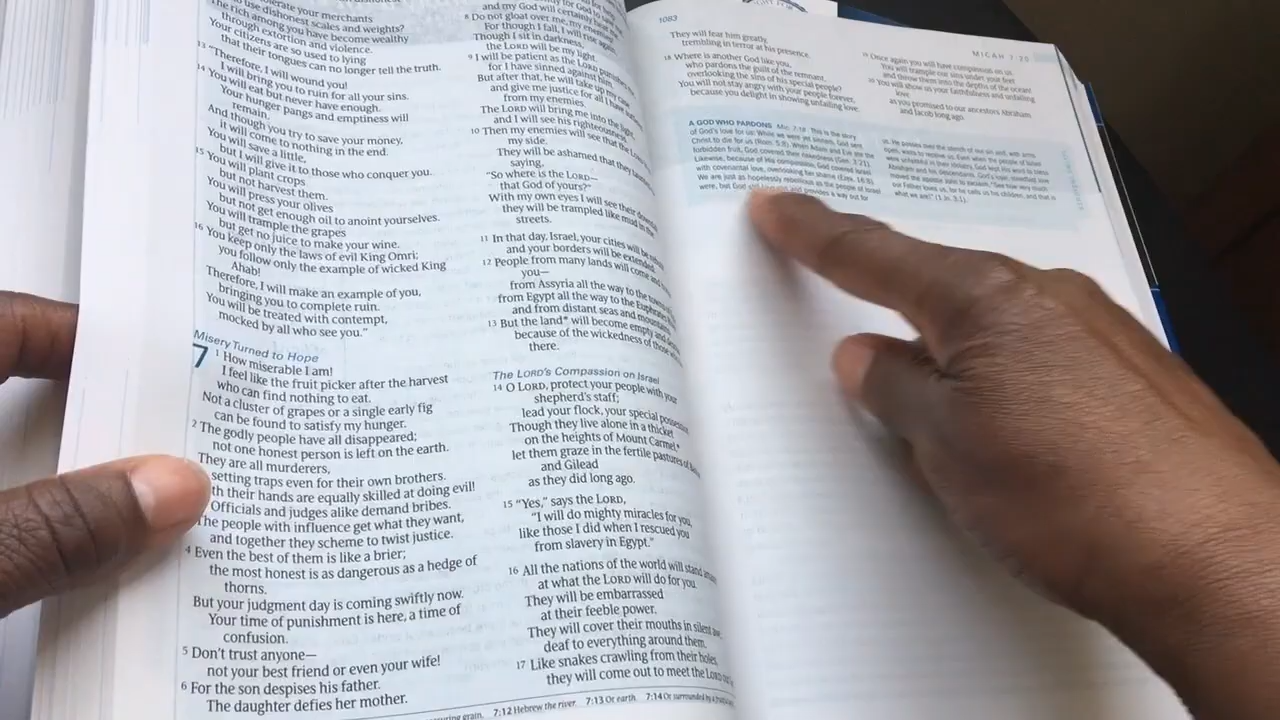 tolerate your merchants
use dishonest scales and weights?
The rich among you have become wealthy
through extortion and violence.
Your citizens are so used to lying
that their tongues can no longer tell the truth.
13 “Therefore, I will wound you!
I will bring you to ruin for all your sins.
14 You will eat but never have enough.
Your hunger pangs and emptiness will
remain.
And though you try to save your money,
it will come to nothing in the end.
You will save a little,
but I will give it to those who conquer you.
15 You will plant crops
but not harvest them.
You will press your olives
but not get enough oil to anoint yourselves.
You will trample the grapes
but get no juice to make your wine.
16 You keep only the laws of evil King Omri;
you follow only the example of wicked King
Ahab!
Therefore, I will make an example of you,
bringing you to complete ruin.
You will be treated with contempt,
mocked by all who see you.”
Misery Turned to Hope
7
1 How miserable I am!
I feel like the fruit picker after the harvest
who can find nothing to eat.
Not a cluster of grapes or a single early fig
can be found to satisfy my hunger.
2 The godly people have all disappeared;
not one honest person is left on the earth.
They are all murderers,
setting traps even for their own brothers.
their hands are equally skilled at doing evil!
Officials and judges alike demand bribes.
The people with influence get what they want,
and together they scheme to twist justice.
4 Even the best of them is like a brier;
the most honest is as dangerous as a hedge of
thorns.
But your judgment day is coming swiftly now.
Your time of punishment is here, a time of
confusion.
5 Don’t trust anyone—
not your best friend or even your wife!
6 For the son despises his father.
The daughter defies her mother.
and my God will certainly hear me.
8 Do not gloat over me, my enemies!
For though I fall, I will rise again.
Though I sit in darkness,
the LORD will be my light.
9 I will be patient as the LORD punishes
for I have sinned against him.
But after that, he will take up my case
and give me justice for all I have
from my enemies.
The LORD will bring me into the light,
and I will see his righteousness.
10 Then my enemies will see that the LORD is
my side.
They will be ashamed that they
saying,
“So where is the LORD—
that God of yours?”
With my own eyes I will see their
they will be trampled like mud in the
streets.
11 In that day, Israel, your cities will be
and your borders will be extended.
12 People from many lands will come and
you—
from Assyria all the way to the
from Egypt all the way to the Euphrates
and from distant seas and
13 But the land* will become empty and
because of the wickedness of those
there.
The LORD’s Compassion on Israel
14 O LORD, protect your people with your
shepherd’s staff;
lead your flock, your special
Though they live alone in a thicket
on the heights of Mount Carmel,*
let them graze in the fertile pastures of
and Gilead
as they did long ago.
15 “Yes,” says the LORD,
“I will do mighty miracles for you,
like those I did when I rescued you
from slavery in Egypt.”
16 All the nations of the world will stand
at what the LORD will do for you.
They will be embarrassed
at their feeble power.
They will cover their mouths in silent
deaf to everything around them.
17 Like snakes crawling from their holes,
they will come out to meet the LORD
grain. 7:12 Hebrew the river. 7:13 Or earth. 7:14 Or surrounded by
1083
MICAH 7:20
They will fear him greatly,
trembling in terror at his presence.
18 Where is another God like you,
who pardons the guilt of the remnant,
overlooking the sins of his special people?
You will not stay angry with your people forever,
because you delight in showing unfailing love.
19 Once again you will have compassion on us.
You will trample our sins under your feet
and throw them into the depths of the ocean!
20 You will show us your faithfulness and unfailing
love
as you promised to our ancestors Abraham
and Jacob long ago.
A GOD WHO PARDONS Mic. 7:18 This is the story
of God’s love for us: While we were yet sinners, God sent
Christ to die for us (Rom. 5:8). When Adam and Eve ate the
forbidden fruit, God covered their nakedness (Gen. 3:21).
Likewise, because of His compassion, God covered Israel
with covenantal love, overlooking her shame (Ezek. 16:8).
We are just as hopelessly rebellious as the people of Israel
were, but God still and provides a way out for
our Father loves us, for he calls us his children, and that is
what we are!” (1 Jn. 3:1).